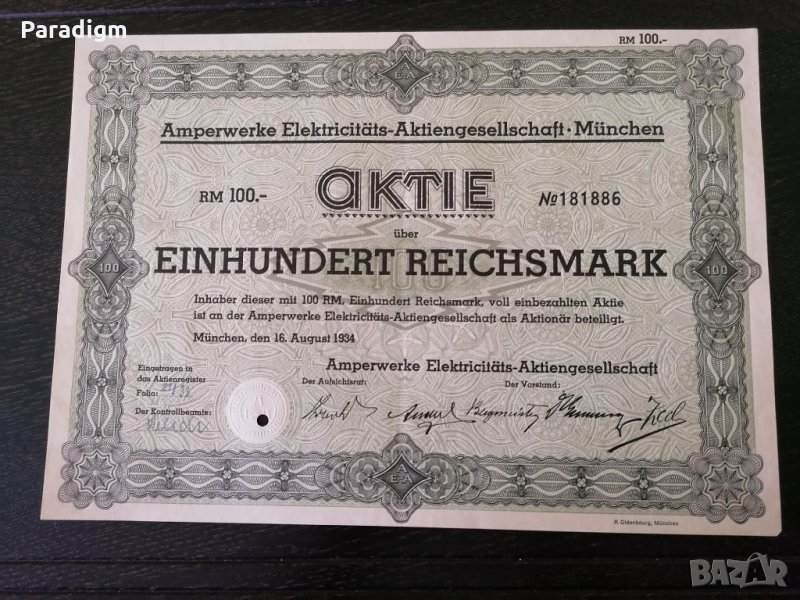 Paradigm
RM 100.-
EA
Amperwerke Elektricitäts-Aktiengesellschaft · München
RM 100.-
AKTIE
№ 181886
über
EINHUNDERT REICHSMARK
100
100
100
Inhaber dieser mit 100 RM, Einhundert Reichsmark, voll einbezahlten Aktie
ist an der Amperwerke Elektricitäts-Aktiengesellschaft als Aktionär beteiligt.
München, den 16. August 1934
Amperwerke Elektricitäts-Aktiengesellschaft
Eingetragen in
das Aktienregister
Folio:
Der Kontrollbeamte:
Der Aufsichtsrat:
Der Vorstand:
R. Oldenbourg, München
BAZAR